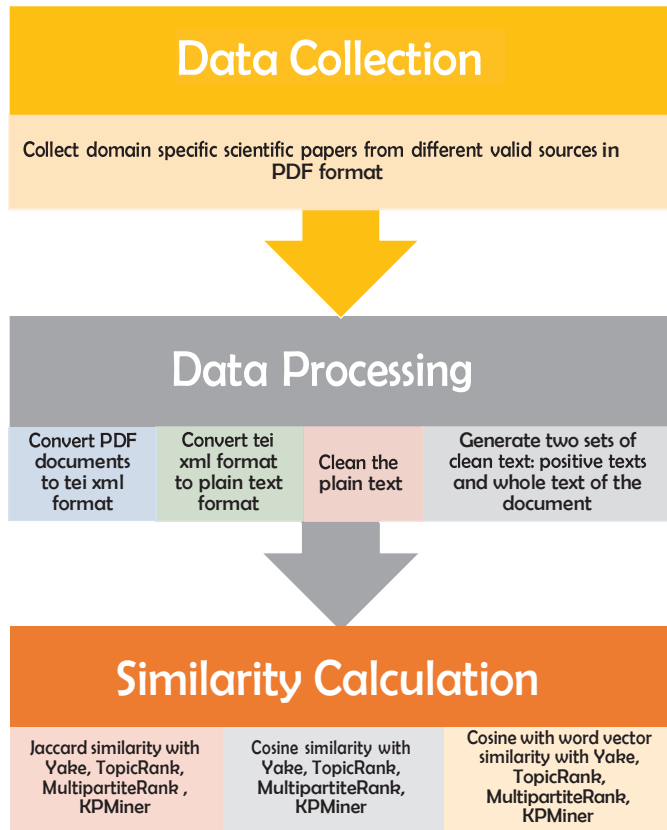 Data Collection
Collect domain specific scientific papers from different valid sources in
PDF format
Data Processing
Convert PDF
documents
to tei xml
format
Convert tei
xml format
to plain text
format
Clean the
plain text
Generate two sets of
clean text: positive texts
and whole text of the
document
Similarity Calculation
Jaccard similarity with
Yake, TopicRank,
MultipartiteRank ,
KPMiner
Cosine similarity with
Yake, TopicRank,
MultipartiteRank,
KPMiner
Cosine with word vector
similarity with Yake,
TopicRank,
MultipartiteRank,
KPMiner